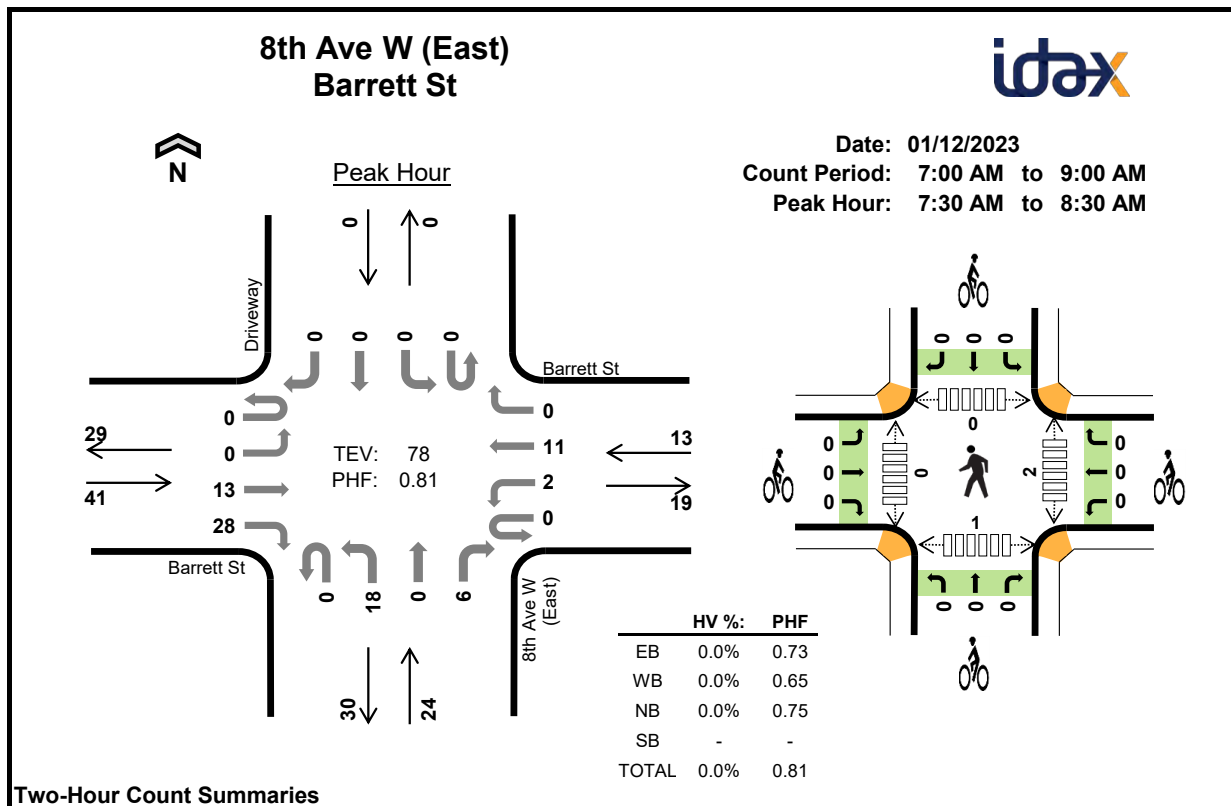 8th Ave W (East)
Barrett St
idax
N
Peak Hour
Date: 01/12/2023
Count Period: 7:00 AM to 9:00 AM
Peak Hour: 7:30 AM to 8:30 AM
0 0
Driveway
0 0 0 0
Barrett St
0
0
13
28
29
41
TEV: 78
PHF: 0.81
0
11
2
0
13
19
Barrett St
0 18 0 6
8th Ave W
(East)
30 24
0 0 0
0
0
0
0
0
2
1
0
0
0
0 0 0
HV %: PHF
EB 0.0% 0.73
WB 0.0% 0.65
NB 0.0% 0.75
SB - -
TOTAL 0.0% 0.81
Two-Hour Count Summaries